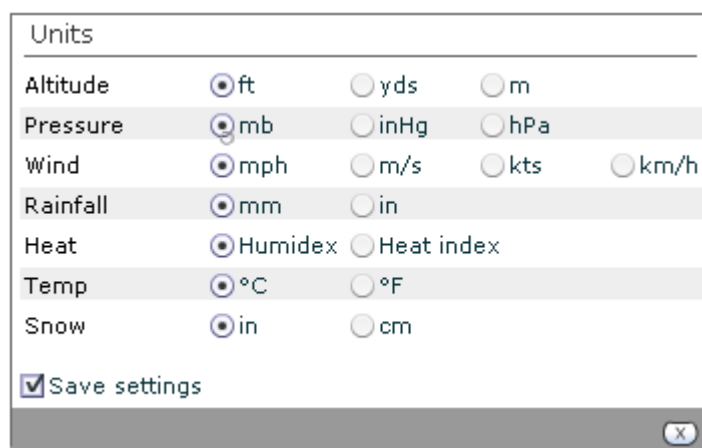 Units
Altitude ft yds m
Pressure mb inHg hPa
Wind mph m/s kts km/h
Rainfall mm in
Heat Humidex Heat index
Temp °C °F
Snow in cm
Save settings
x